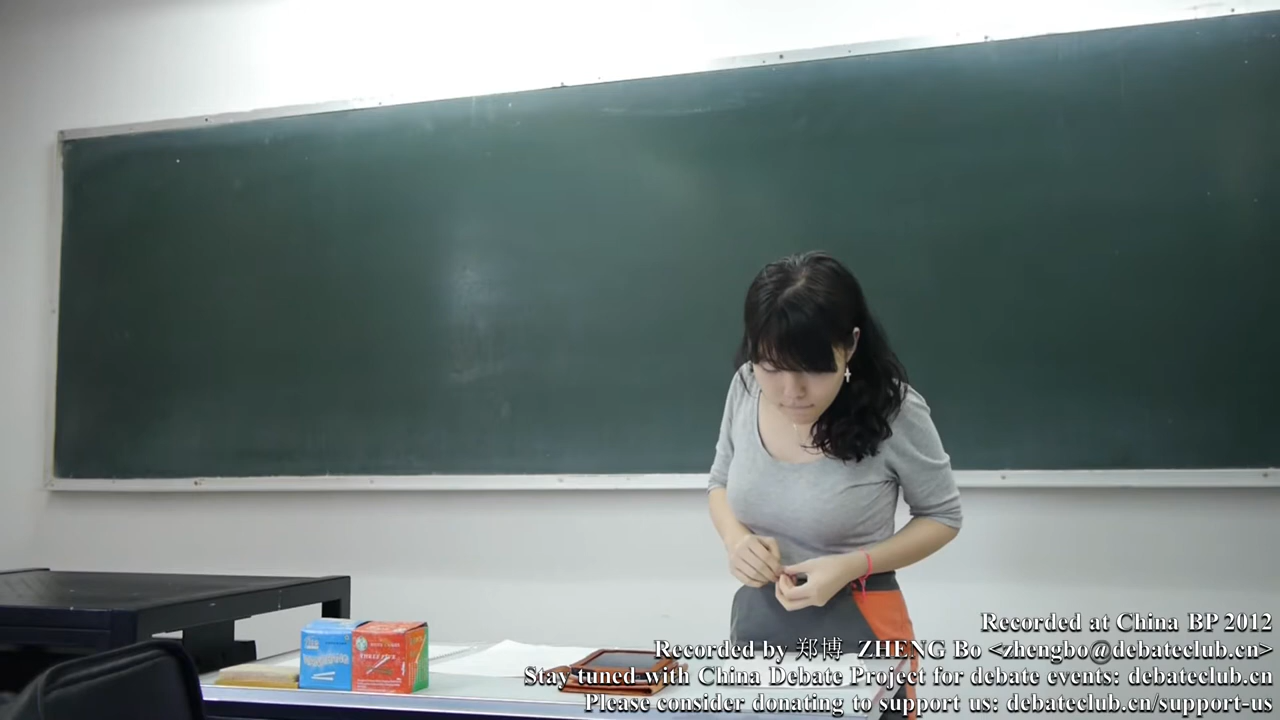 Recorded at China BP 2012
Recorded by 郑博 ZHENG Bo <zhengbo@debateclub.cn>
Stay tuned with China Debate Project for debate events: debateclub.cn
Please consider donating to support us: debateclub.cn/support-us